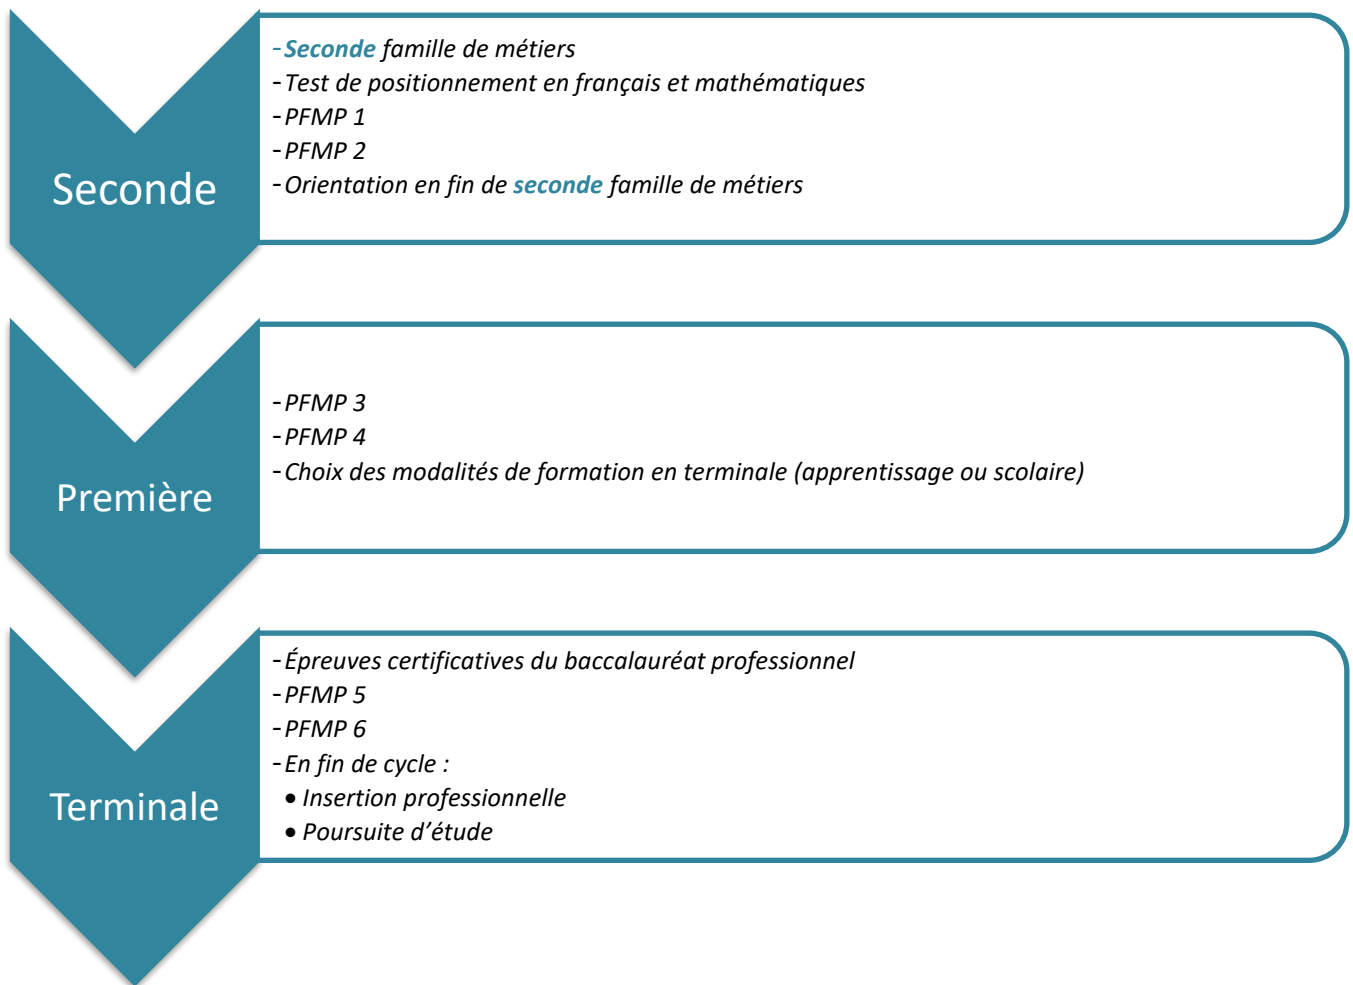 Seconde
-Seconde famille de métiers
-Test de positionnement en français et mathématiques
-PFMP 1
-PFMP 2
-Orientation en fin de seconde famille de métiers
Première
-PFMP 3
-PFMP 4
-Choix des modalités de formation en terminale (apprentissage ou scolaire)
Terminale
-Épreuves certificatives du baccalauréat professionnel
-PFMP 5
-PFMP 6
-En fin de cycle :
• Insertion professionnelle
• Poursuite d’étude